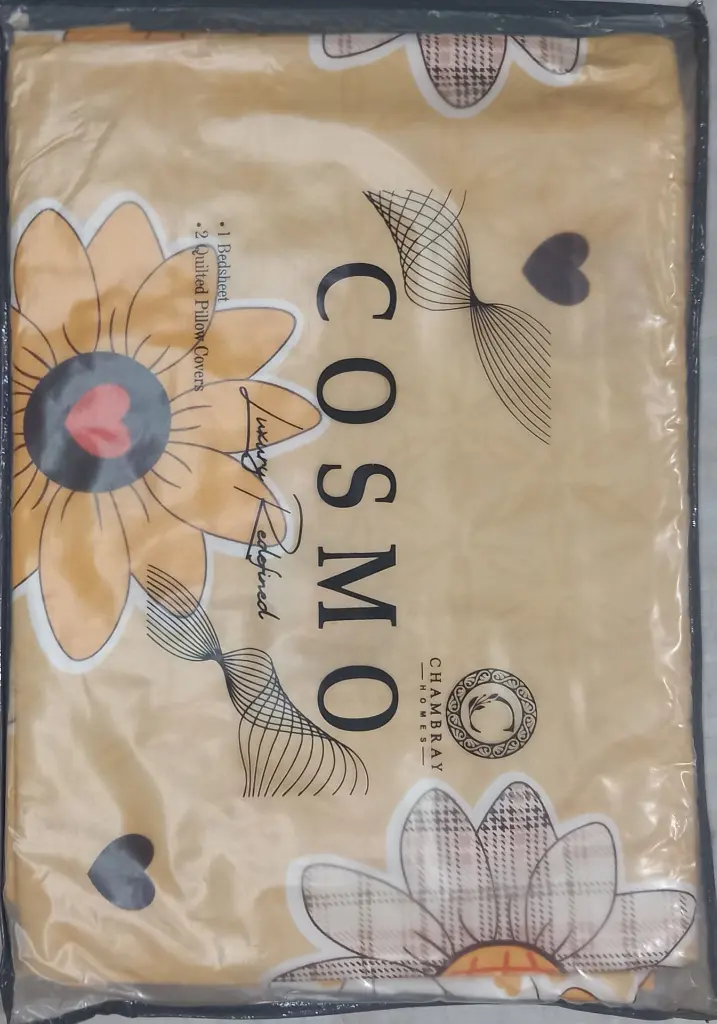 CHAMBRAY
HOMES
COSMO
Luxury Redefined
• 1 Bedsheet
• 2 Quilted Pillow Covers